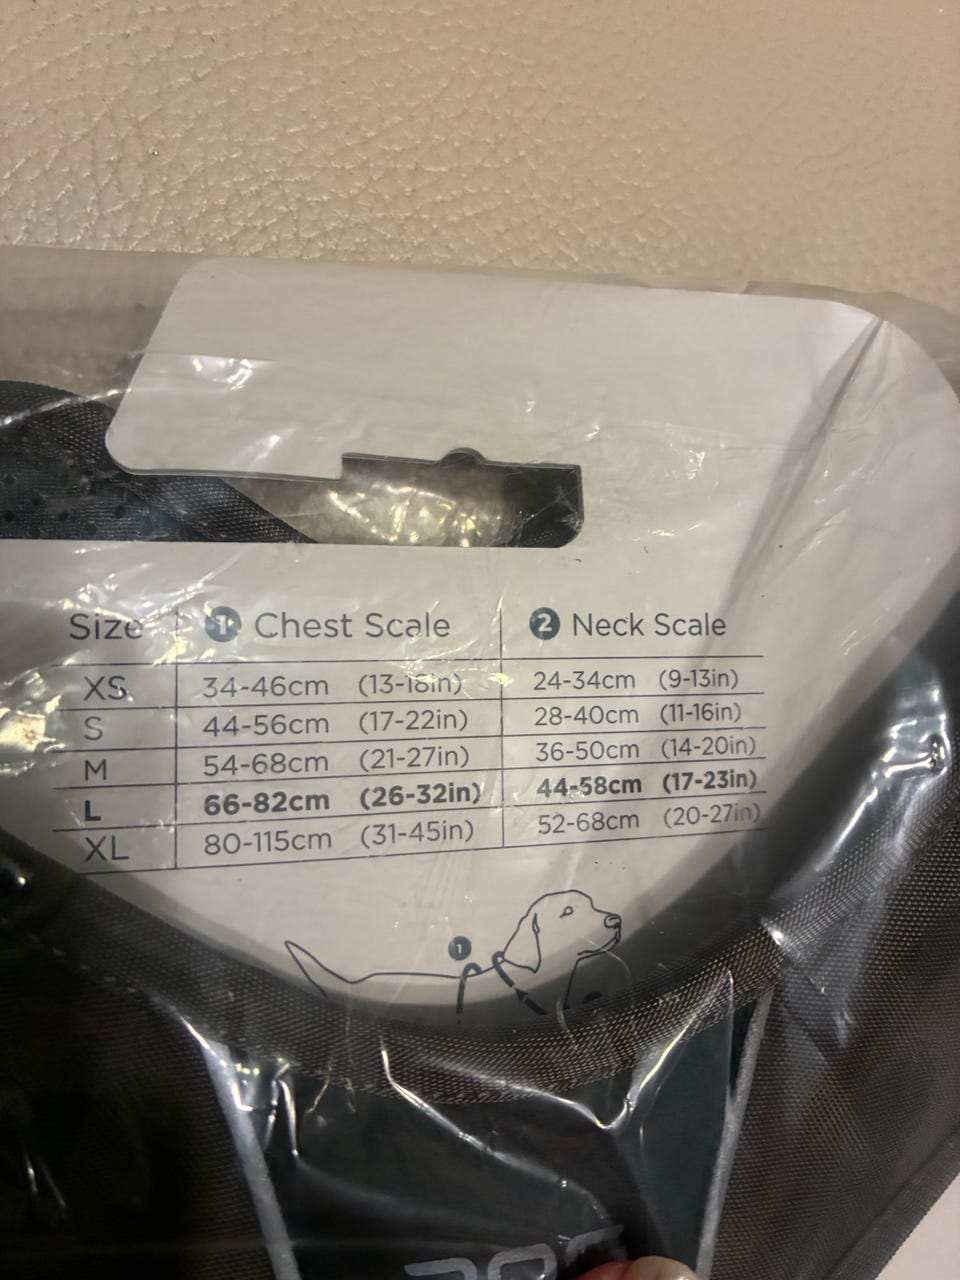 Size 1 Chest Scale 2 Neck Scale
XS 34-46cm (13-18in) 24-34cm (9-13in)
S 44-56cm (17-22in) 28-40cm (11-16in)
M 54-68cm (21-27in) 36-50cm (14-20in)
L 66-82cm (26-32in) 44-58cm (17-23in)
XL 80-115cm (31-45in) 52-68cm (20-27in)
1